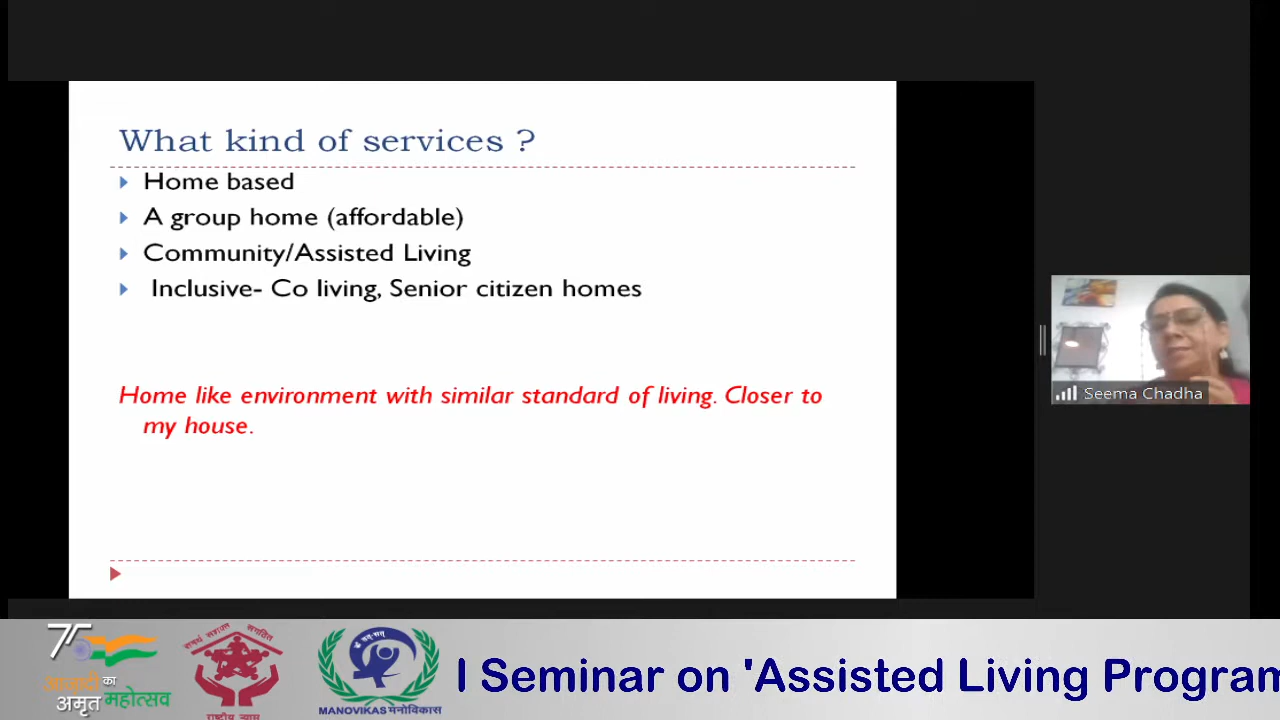 What kind of services ?
Home based
A group home (affordable)
Community/Assisted Living
Inclusive- Co living, Senior citizen homes
Home like environment with similar standard of living. Closer to
my house.
Seema Chadha
75
आज़ादी का
अमृत महोत्सव
राष्ट्रीय न्यास
MANOVIKAS मनोविकास
l Seminar on 'Assisted Living Program